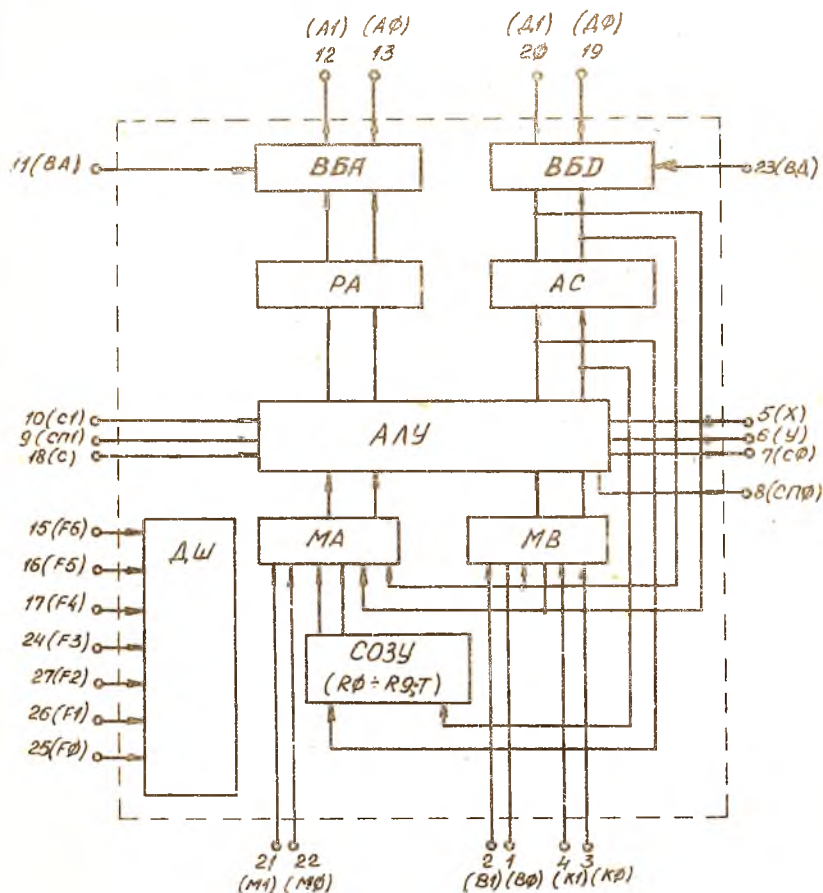 (А1) (АФ) (Д1) (ДФ)
12 13 2Ф 19
11(ВА) ВБА ВБD 23(ВД)
РА АС
10(С1) 5(Х)
9(СП1) АЛУ 6(У)
18(С) 7(СФ)
8(СПФ)
15(F6) ДШ МА МВ
16(F5)
17(F4)
24(F3) СОЗУ
27(F2) (RФ÷R9,T)
26(F1)
25(FФ)
21 22 2 1 4 3
(М1) (МФ) (В1) (ВФ) (К1) (КФ)